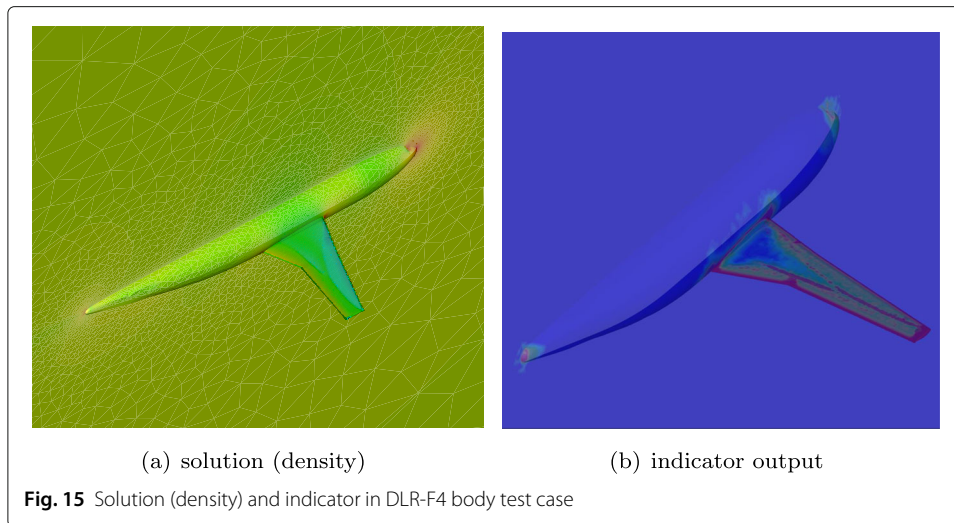 (a) solution (density)
(b) indicator output
Fig. 15 Solution (density) and indicator in DLR-F4 body test case